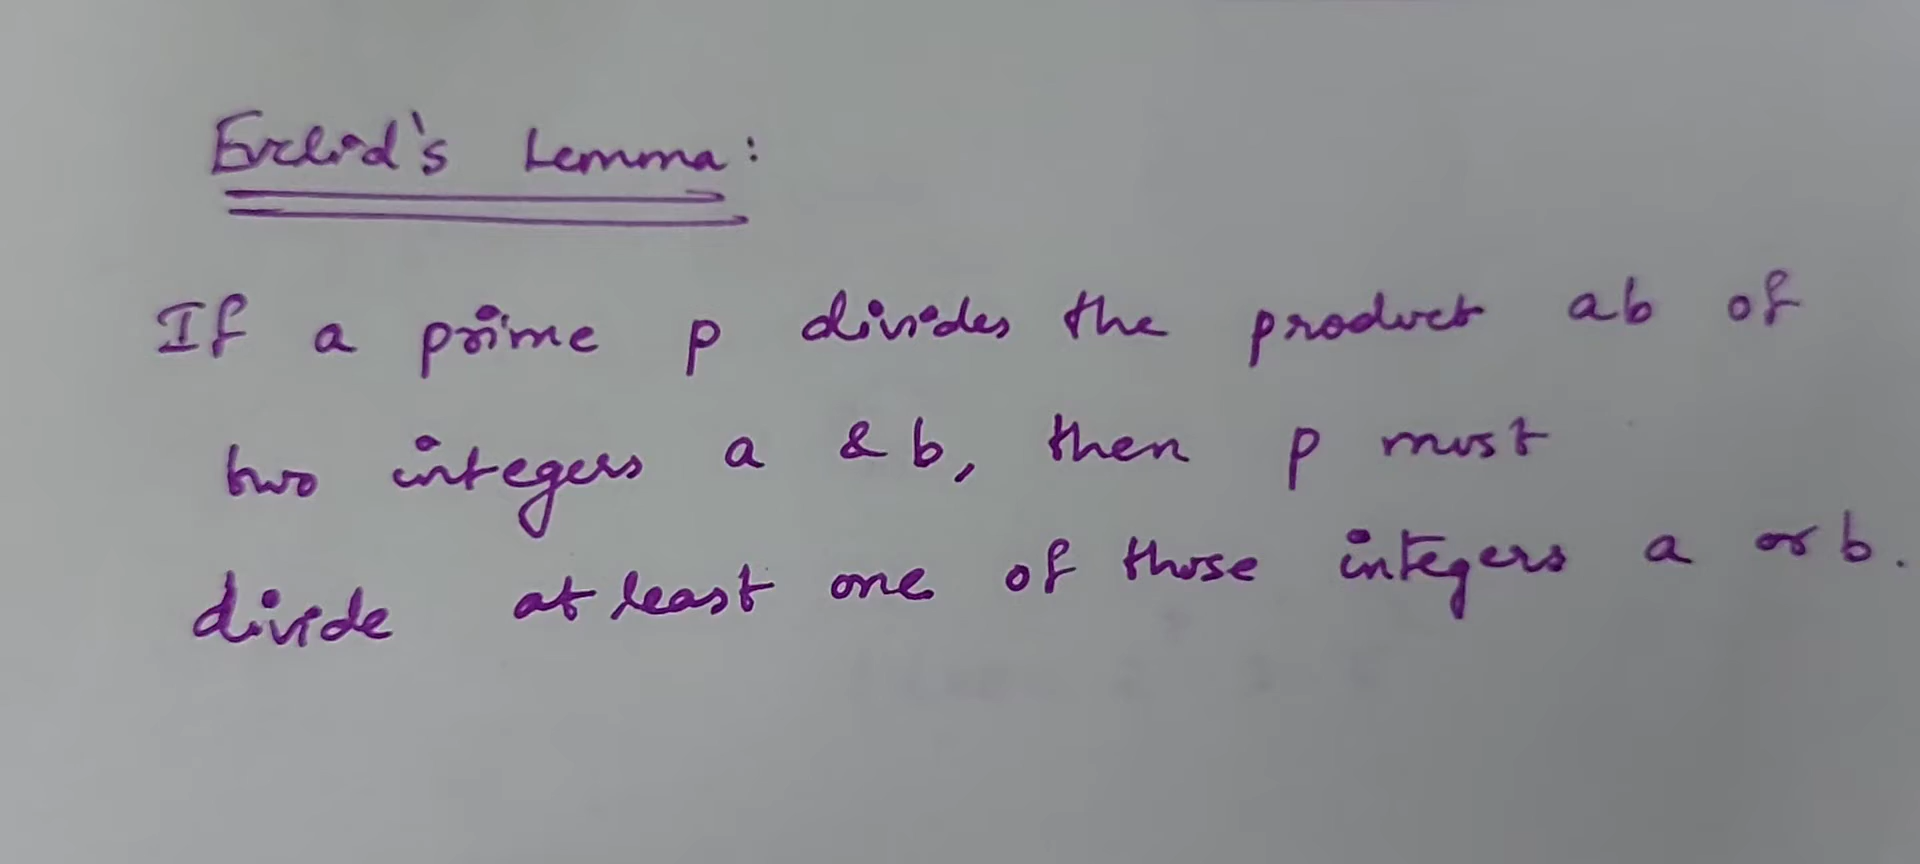 Euclid's Lemma:
If a prime p divides the product ab of
two integers a & b, then p must
divide at least one of those integers a or b.